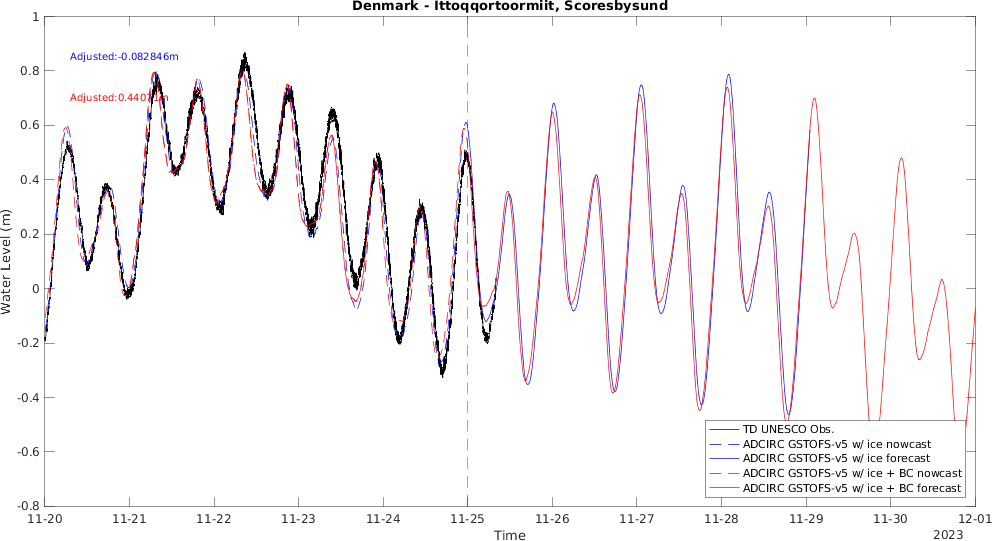 Denmark - Ittoqqortoormiit, Scoresbysund
1
0.8
0.6
0.4
0.2
0
-0.2
-0.4
-0.6
-0.8
Water Level (m)
Adjusted:-0.082846m
TD UNESCO Obs.
ADCIRC GSTOFS-v5 w/ ice nowcast
ADCIRC GSTOFS-v5 w/ ice forecast
ADCIRC GSTOFS-v5 w/ ice + BC nowcast
ADCIRC GSTOFS-v5 w/ ice + BC forecast
11-20 11-21 11-22 11-23 11-24 11-25 11-26 11-27 11-28 11-29 11-30 12-01
Time
2023